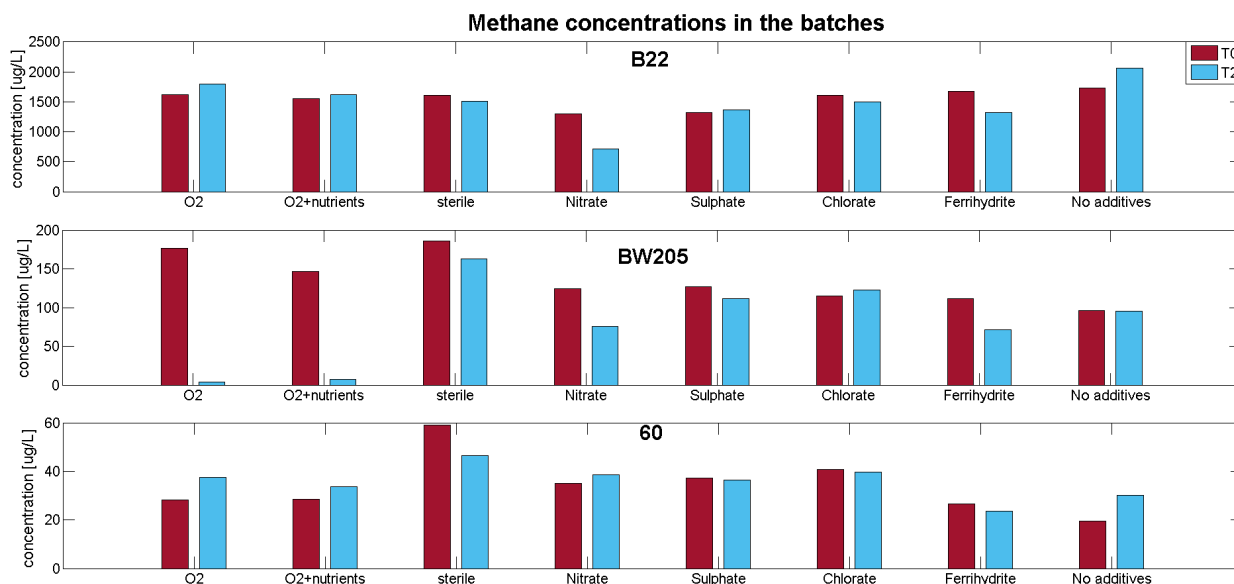 Methane concentrations in the batches
B22
T0
T2
concentration [ug/L]
2500
2000
1500
1000
500
0
O2 O2+nutrients sterile Nitrate Sulphate Chlorate Ferrihydrite No additives
BW205
concentration [ug/L]
200
150
100
50
0
O2 O2+nutrients sterile Nitrate Sulphate Chlorate Ferrihydrite No additives
60
concentration [ug/L]
60
40
20
0
O2 O2+nutrients sterile Nitrate Sulphate Chlorate Ferrihydrite No additives